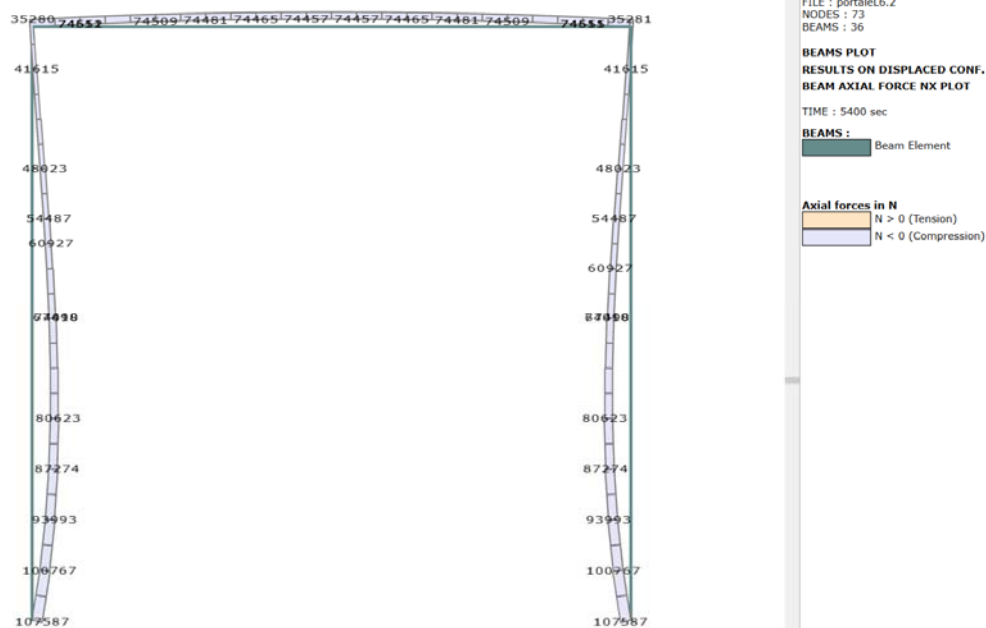 35280 74509 74481 74465 74457 74457 74465 74481 74509 35281
74655
41615 41615
48023 48023
54487 54487
60927
60927
80623 80623
87274 87274
93993 93993
100767 100767
107587 107587
FILE : portaleL6.2
NODES : 73
BEAMS : 36
BEAMS PLOT
RESULTS ON DISPLACED CONF.
BEAM AXIAL FORCE NX PLOT
TIME : 5400 sec
BEAMS :
Beam Element
Axial forces in N
N > 0 (Tension)
N < 0 (Compression)